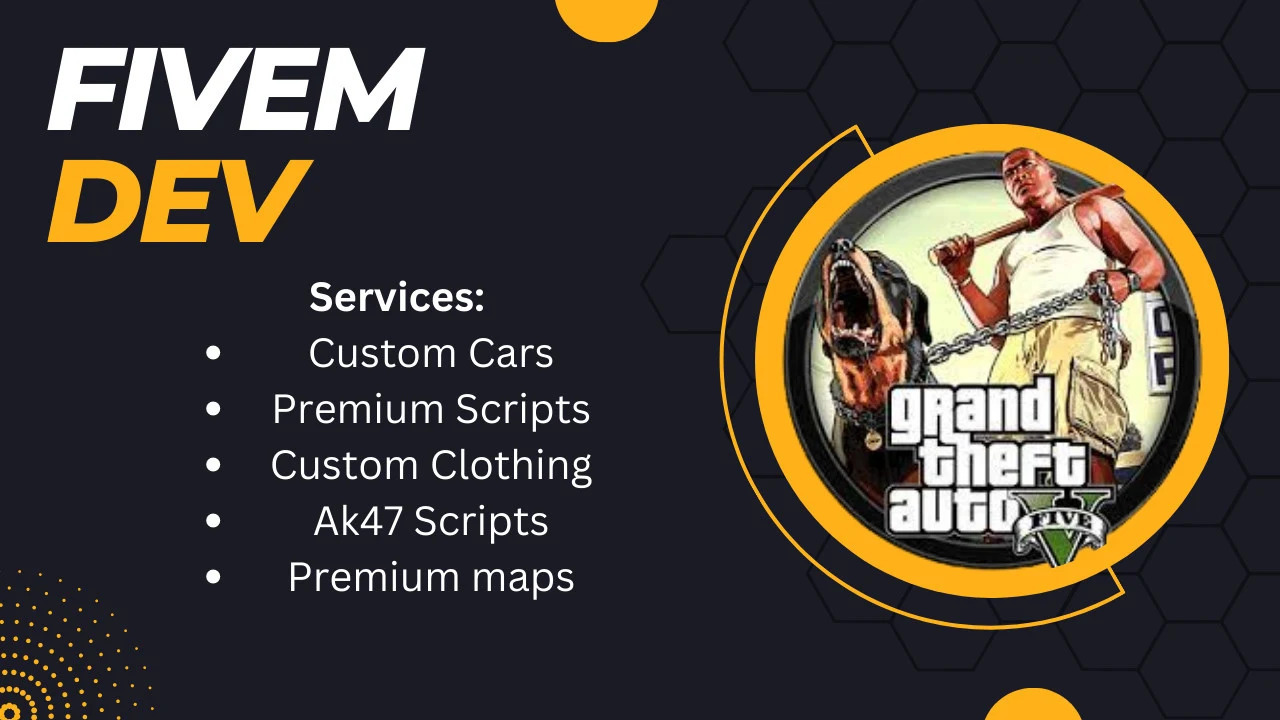 FIVEM
DEV
Services:
Custom Cars
Premium Scripts
Custom Clothing
Ak47 Scripts
Premium maps
grand
theft
auto V
FIVE